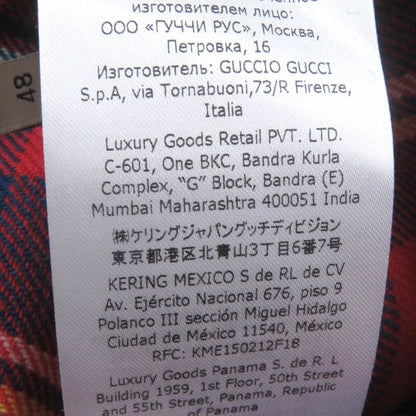 изготовителем лицо:
ООО «ГУЧЧИ РУС», Москва,
Петровка, 16
Изготовитель: GUCCIO GUCCI
S.p.A, via Tornabuoni,73/R Firenze,
Italia
Luxury Goods Retail PVT. LTD.
C-601, One BKC, Bandra Kurla
Complex, “G” Block, Bandra (E)
Mumbai Maharashtra 400051 India
㈱ケリングジャパングッチディビジョン
東京都港区北青山3丁目6番7号
KERING MEXICO S de RL de CV
Av. Ejército Nacional 676, piso 9
Polanco III sección Miguel Hidalgo
Ciudad de México 11540, México
RFC: KME150212F1B
Luxury Goods Panama S. de R. L
Building 1959, 1st Floor, 50th Street
and 55th Street, Panama, Republic
of Panama
48